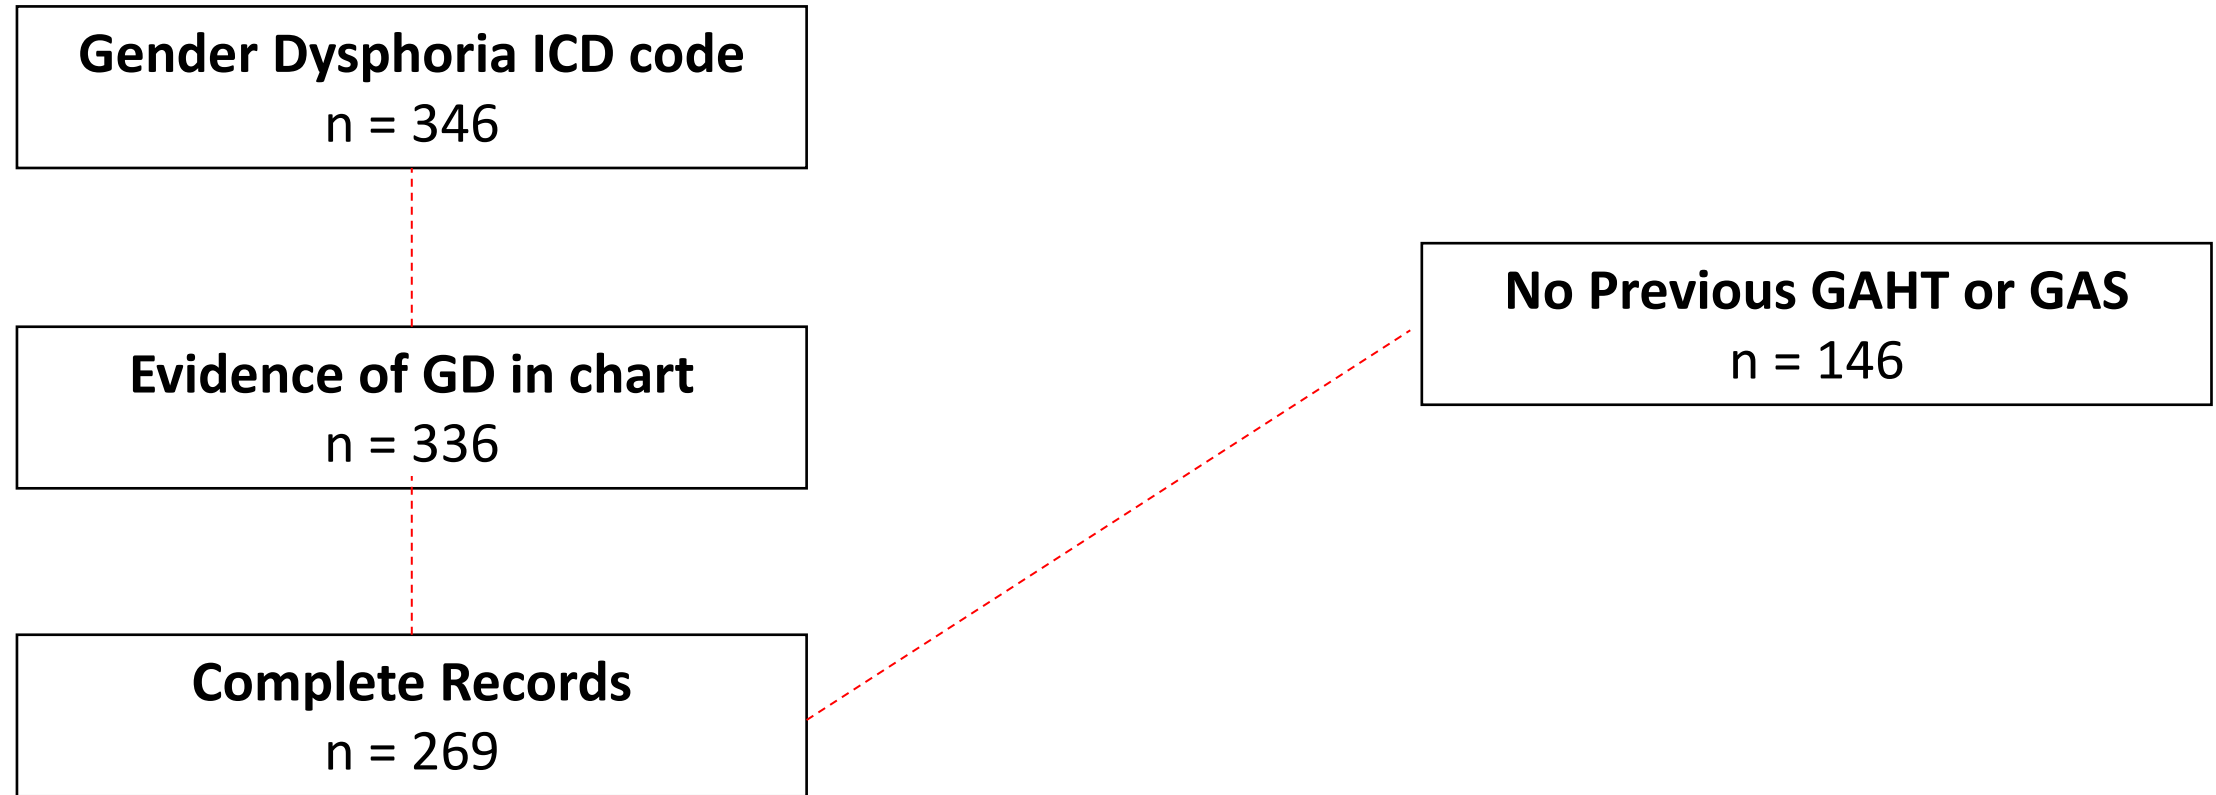 Gender Dysphoria ICD code
n = 346
Evidence of GD in chart
n = 336
Complete Records
n = 269
No Previous GAHT or GAS
n = 146